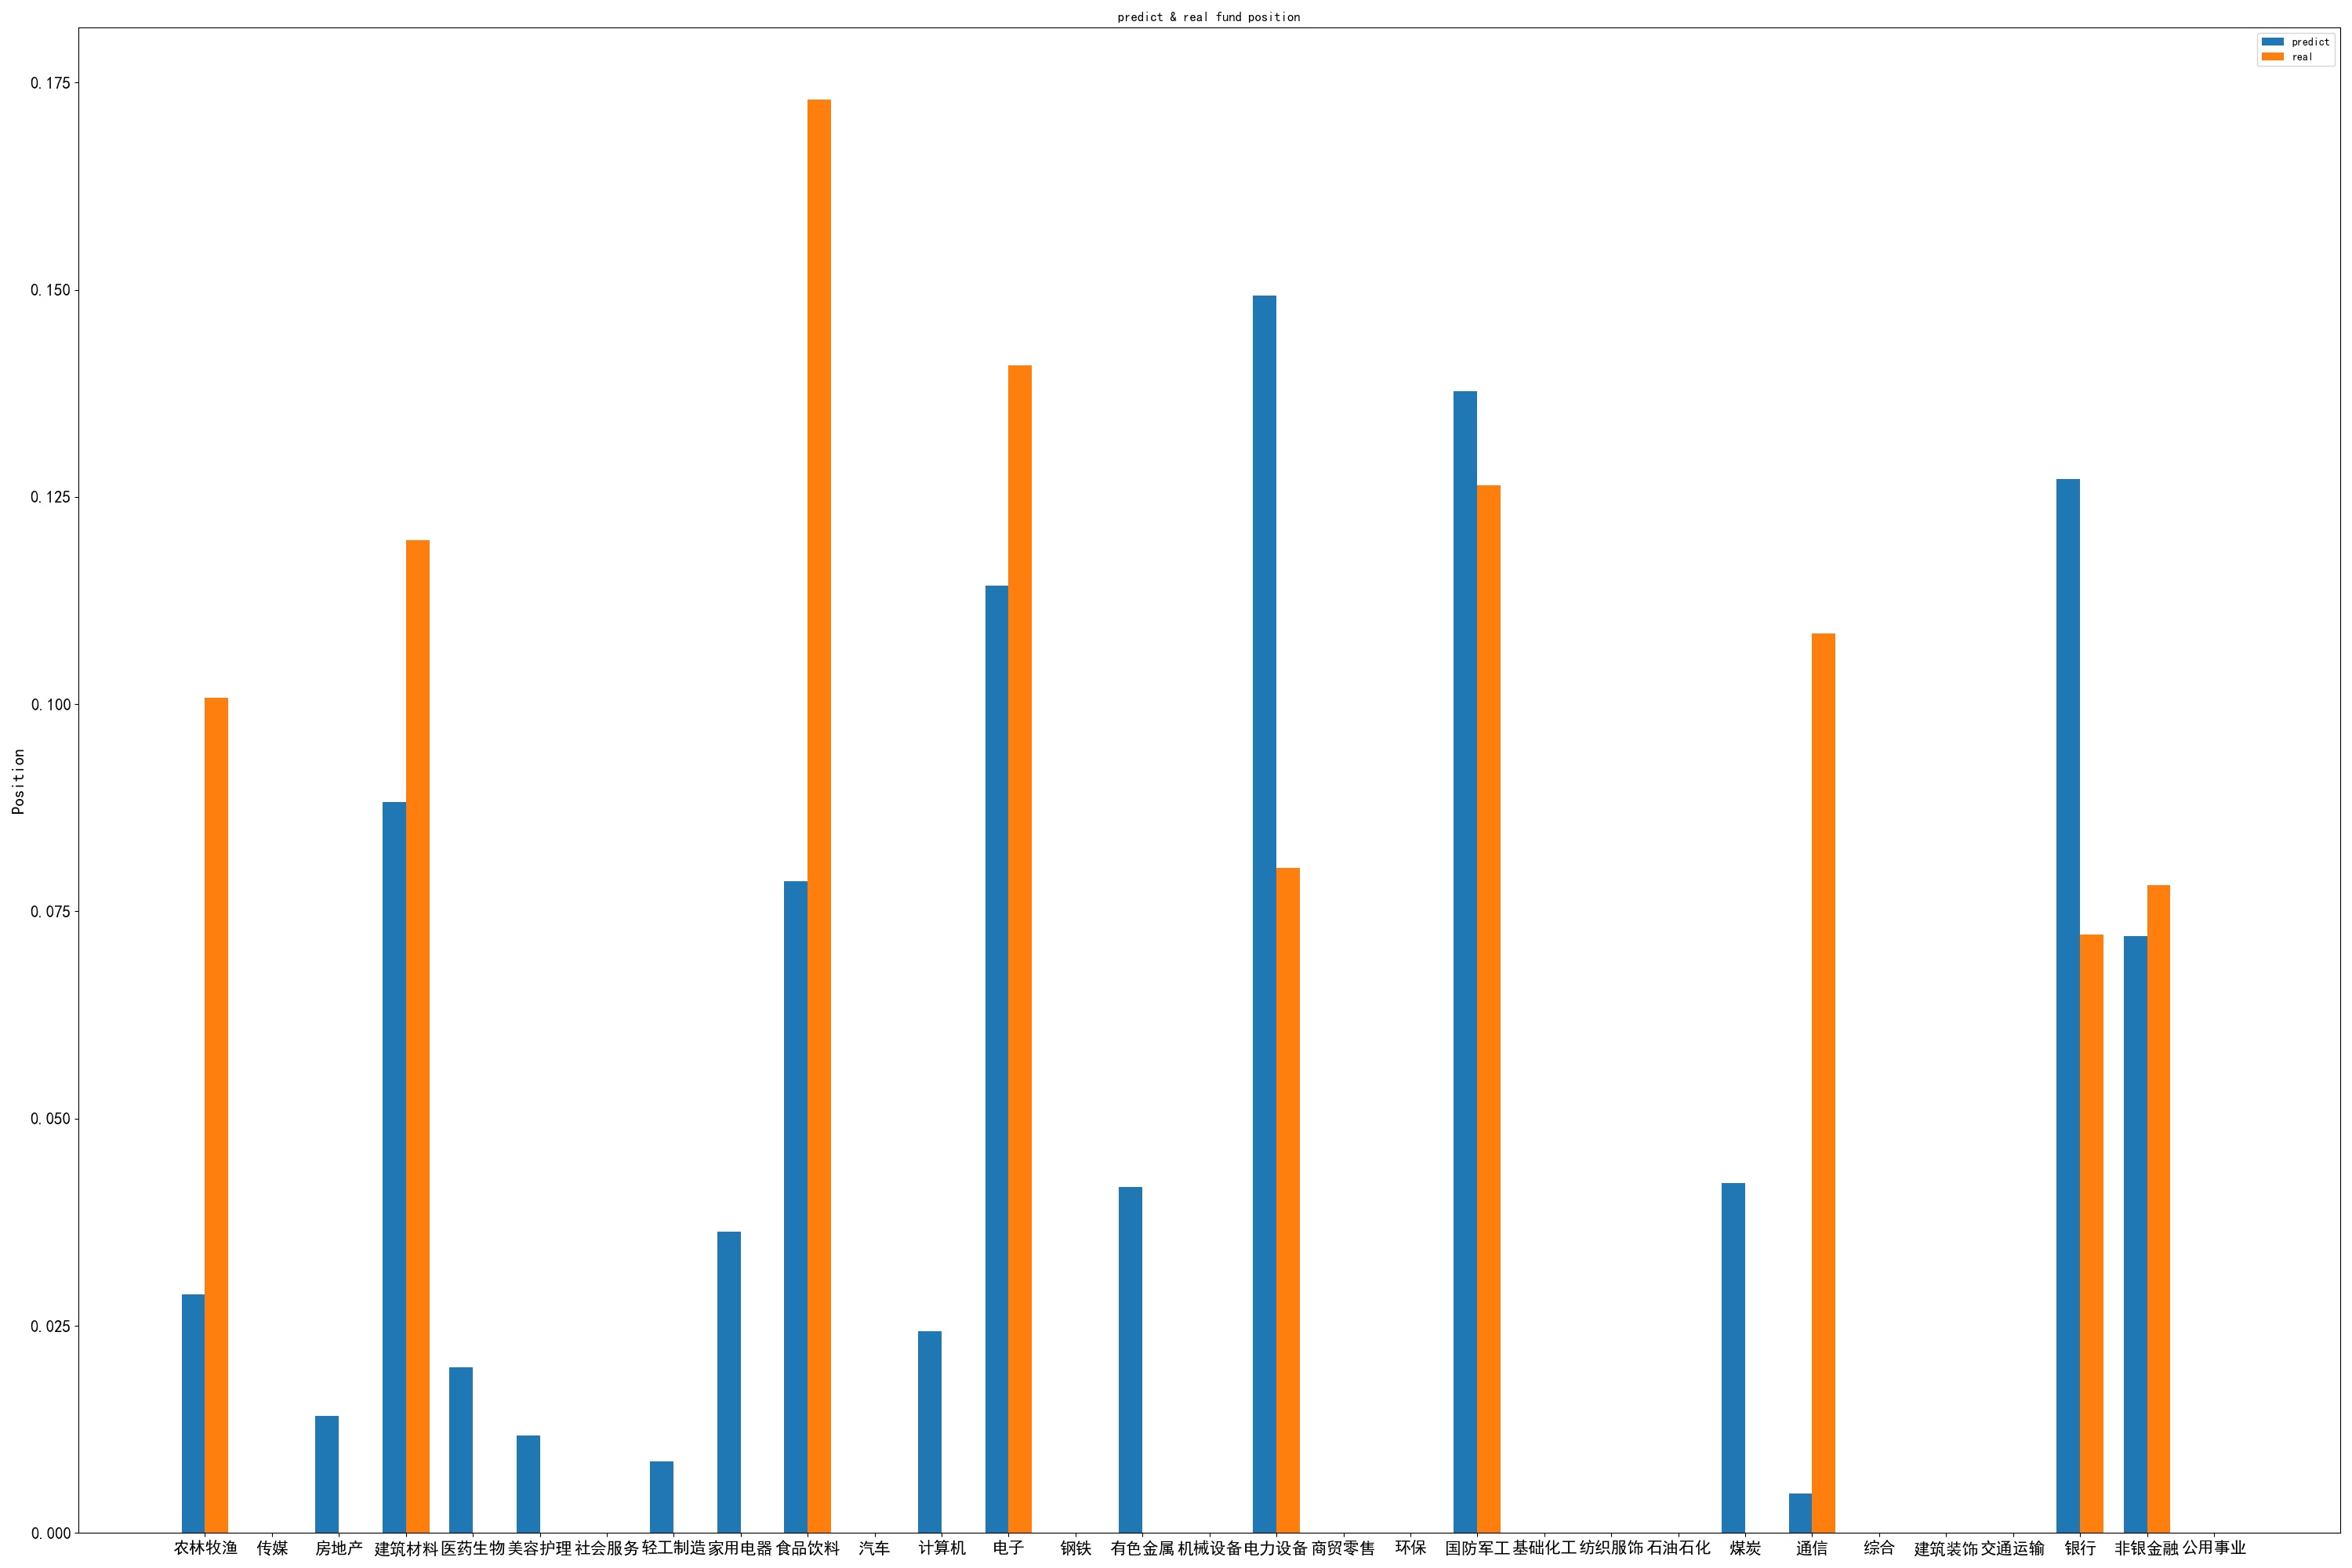 predict & real fund position
predict
real
Position
0.175
0.150
0.125
0.100
0.075
0.050
0.025
0.000
农林牧渔 传媒 房地产 建筑材料 医药生物 美容护理 社会服务 轻工制造 家用电器 食品饮料 汽车 计算机 电子 钢铁 有色金属 机械设备 电力设备 商贸零售 环保 国防军工 基础化工 纺织服饰 石油石化 煤炭 通信 综合 建筑装饰 交通运输 银行 非银金融 公用事业